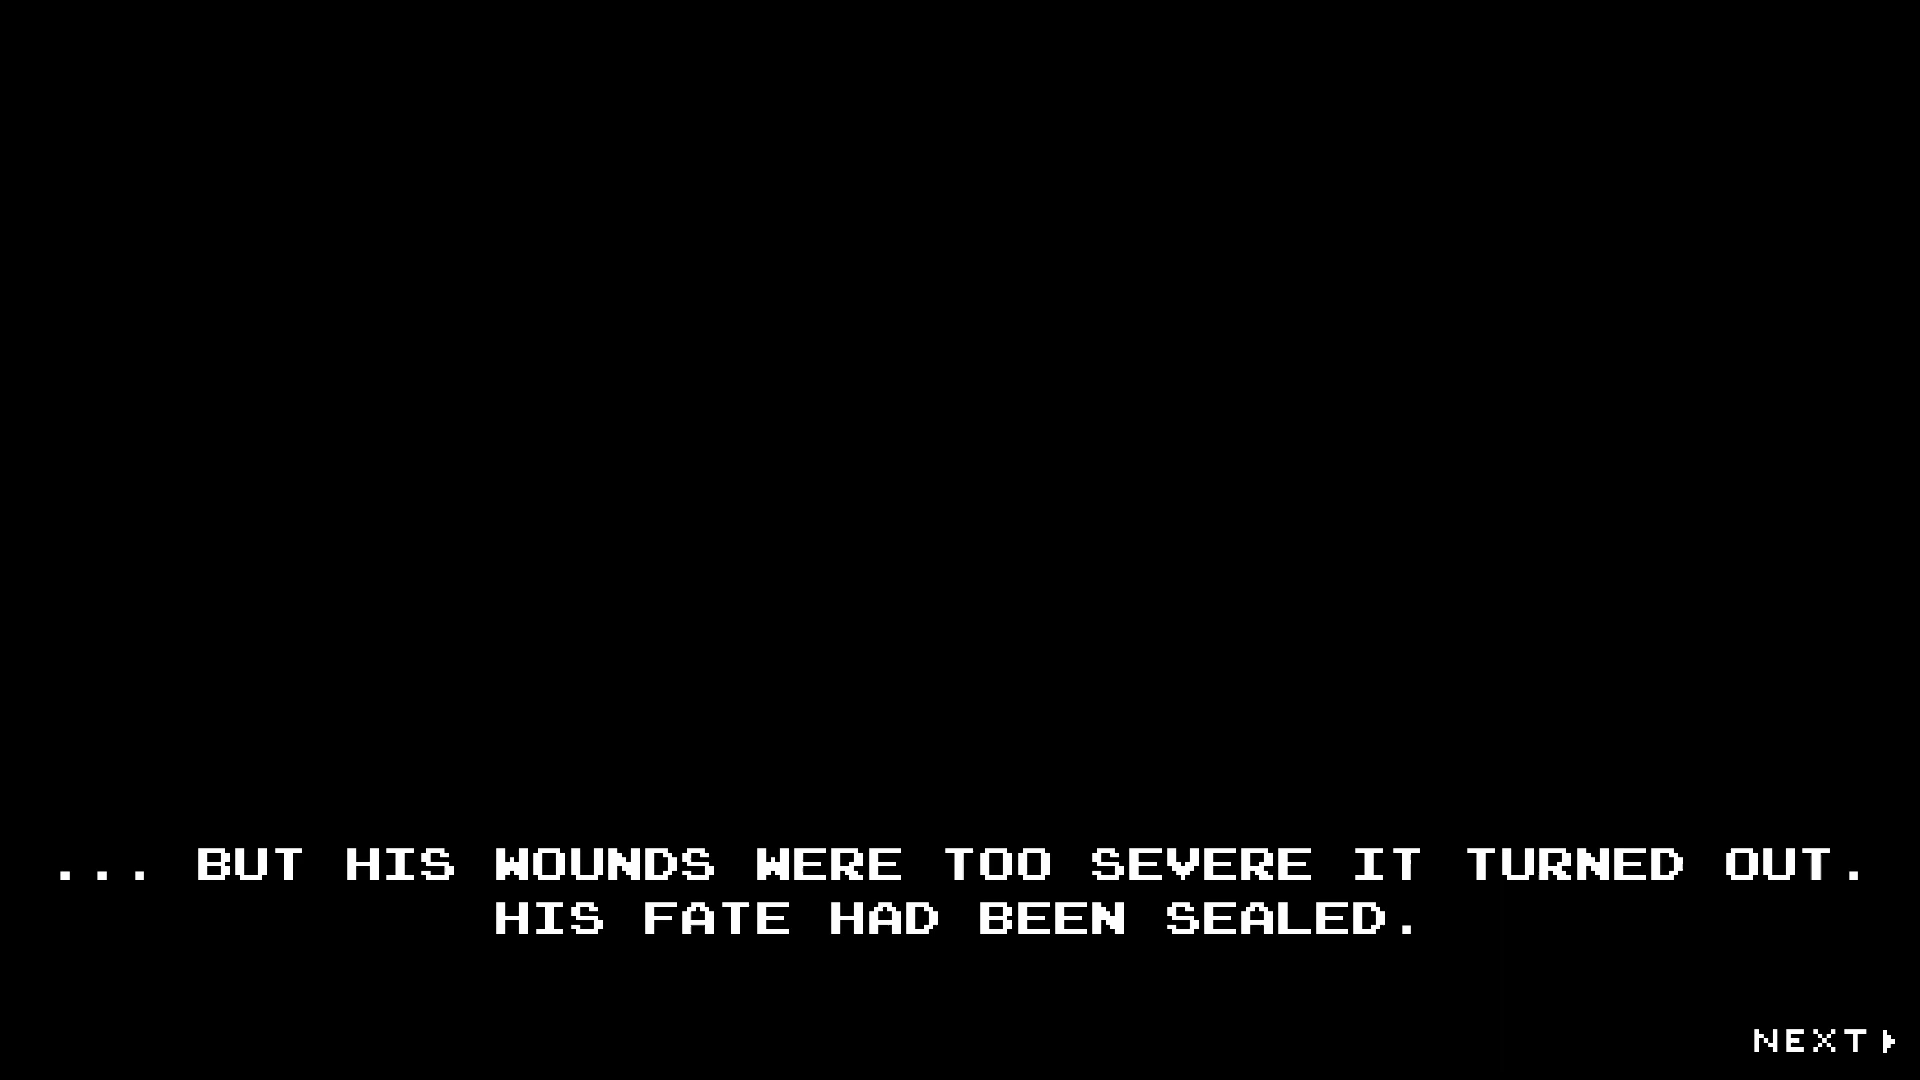 ... BUT HIS WOUNDS WERE TOO SEVERE IT TURNED OUT.
HIS FATE HAD BEEN SEALED.
NEXT